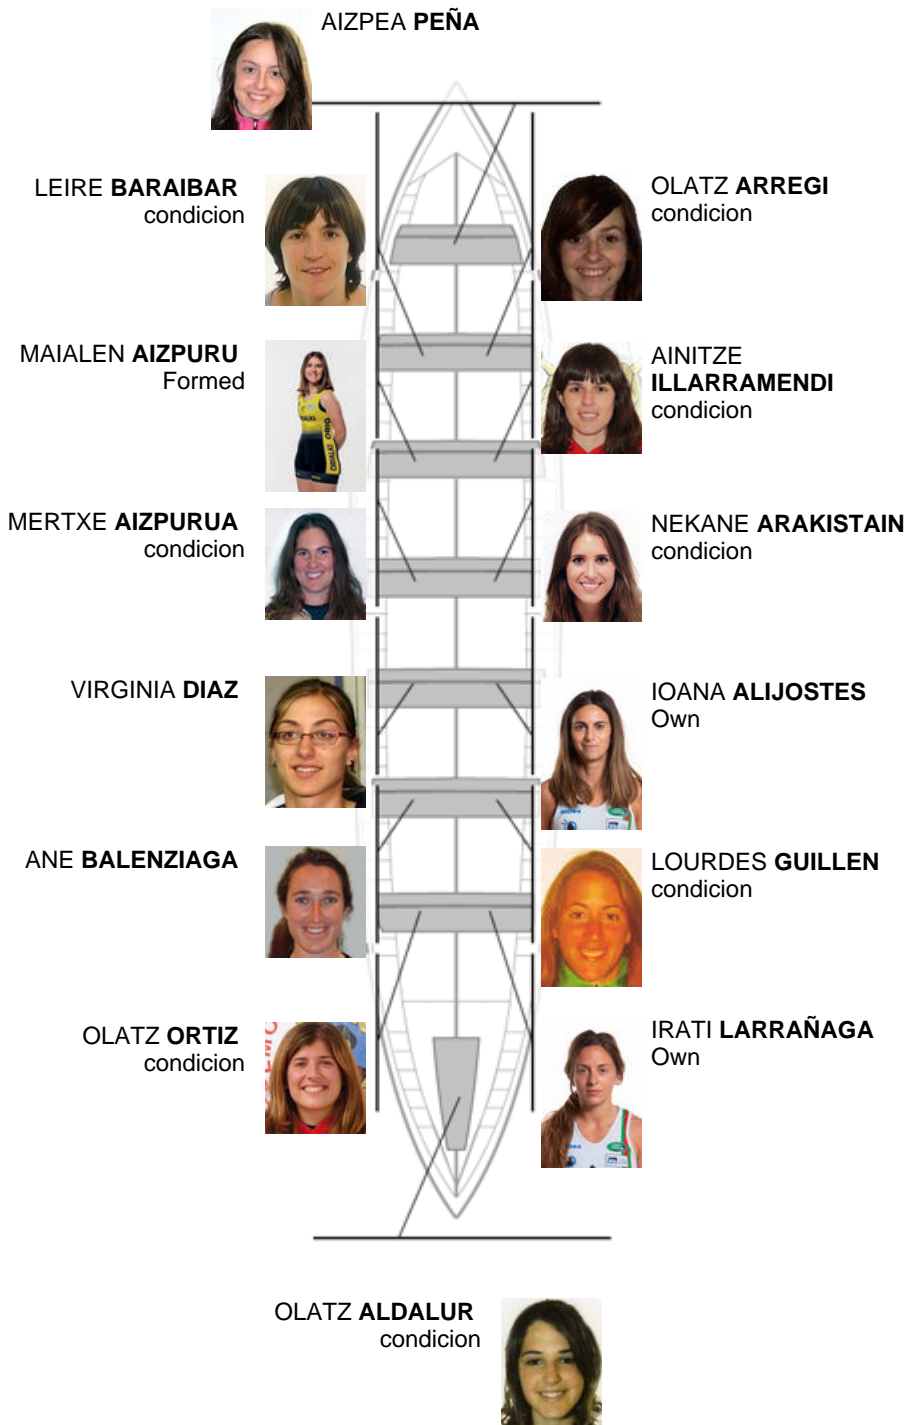 AIZPEA PEÑA
LEIRE BARAIBAR
condicion
OLATZ ARREGI
condicion
MAIALEN AIZPURU
Formed
AINITZE
ILLARRAMENDI
condicion
MERTXE AIZPURUA
condicion
NEKANE ARAKISTAIN
condicion
VIRGINIA DIAZ
IOANA ALIJOSTES
Own
ANE BALENZIAGA
LOURDES GUILLEN
condicion
OLATZ ORTIZ
condicion
IRATI LARRAÑAGA
Own
OLATZ ALDALUR
condicion